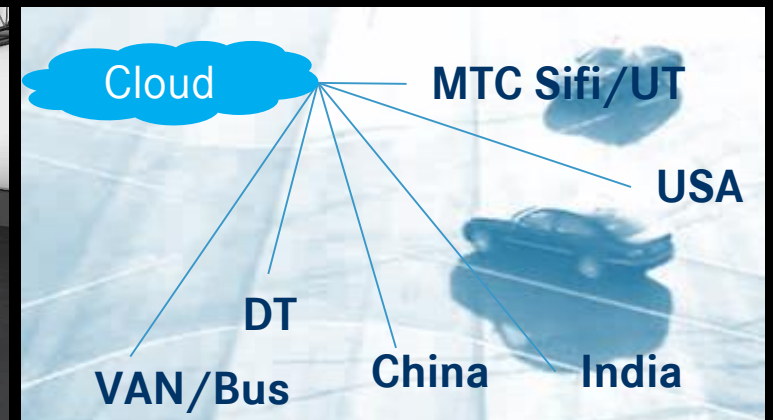 Cloud
MTC Sifi/UT
USA
DT
China
India
VAN/Bus